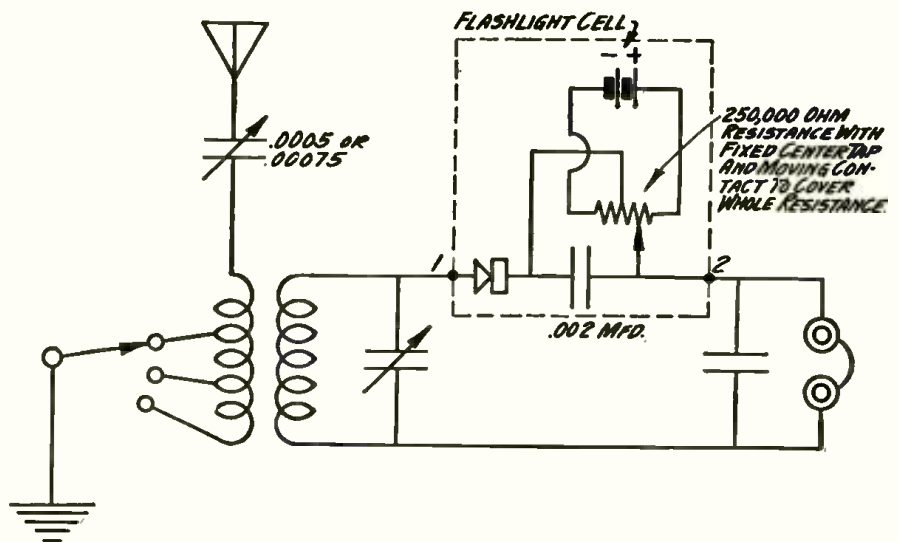 FLASHLIGHT CELL
- +
.0005 OR
.00075
250,000 OHM
RESISTANCE WITH
FIXED CENTER TAP
AND MOVING CON-
TACT TO COVER
WHOLE RESISTANCE
1
2
.002 MFD.